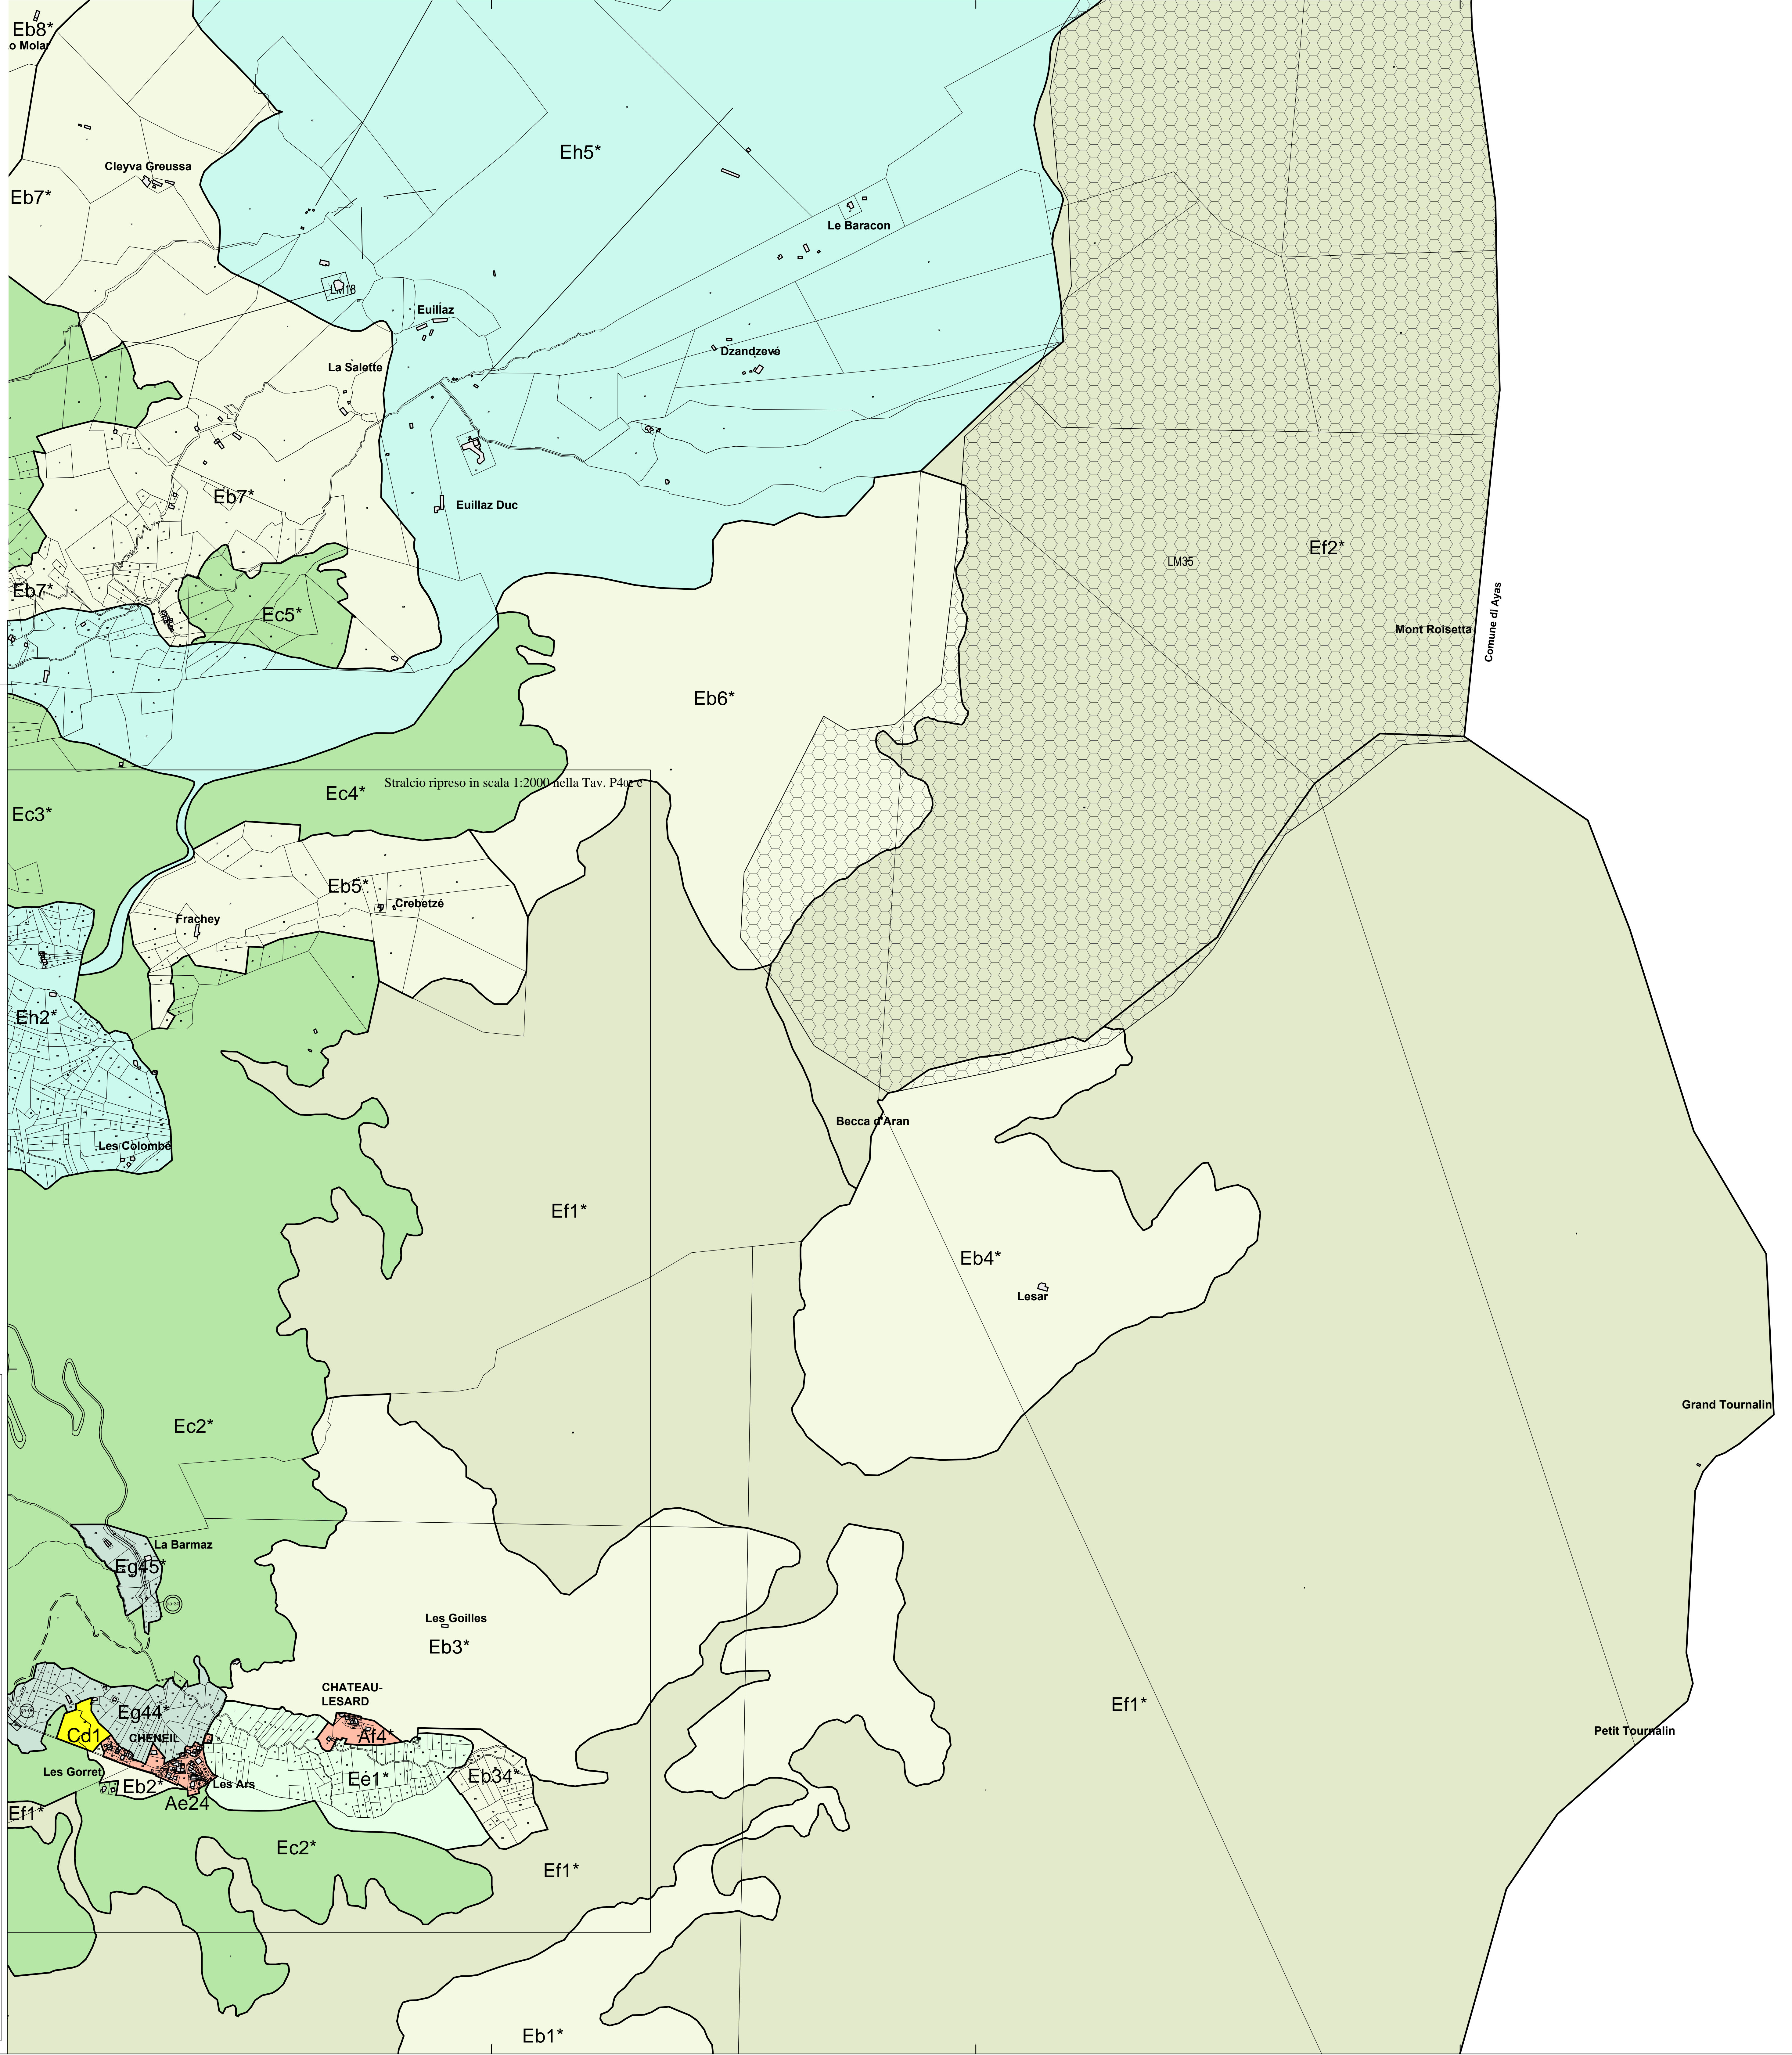 Eb8*
o Molar
Eh5*
Cleyva Greussa
Eb7*
Le Baracon
LM18
Euillaz
Dzandzevé
La Salette
Eb7*
Euillaz Duc
Ef2*
LM35
Eb7*
Ec5*
Comune di Ayas
Mont Roisetta
Eb6*
Stralcio ripreso in scala 1:2000 nella Tav. P4
Ec4*
Ec3*
Eb5*
Crebetzé
Frachey
Eh2*
Becca d'Aran
Les Colombé
Ef1*
Eb4*
Lesar
Grand Tournalin
Ec2*
La Barmaz
Eg45*
Les Goilles
Eb3*
CHATEAU-
LESARD
Ef1*
Eg44*
Cd1
CHENEIL
Af4*
Petit Tournalin
Les Gorret
Eb2*
Les Ars
Ee1*
Eb34*
Ae24
Ef1*
Ec2*
Ef1*
Eb1*